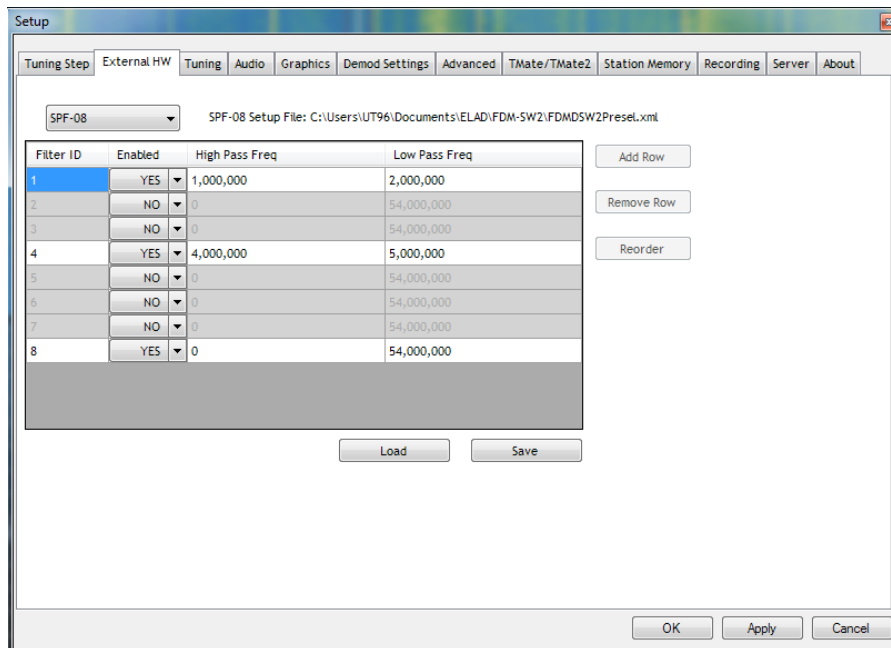 Setup
Tuning Step External HW Tuning Audio Graphics Demod Settings Advanced TMate/TMate2 Station Memory Recording Server About
SPF-08 SPF-08 Setup File: C:\Users\UT96\Documents\ELAD\FDM-SW2\FDMDSW2Presel.xml
Filter ID Enabled High Pass Freq Low Pass Freq Add Row
1 YES 1,000,000 2,000,000
2 NO 0 54,000,000 Remove Row
3 NO 0 54,000,000
4 YES 4,000,000 5,000,000 Reorder
5 NO 0 54,000,000
6 NO 0 54,000,000
7 NO 0 54,000,000
8 YES 0 54,000,000
Load Save
OK Apply Cancel